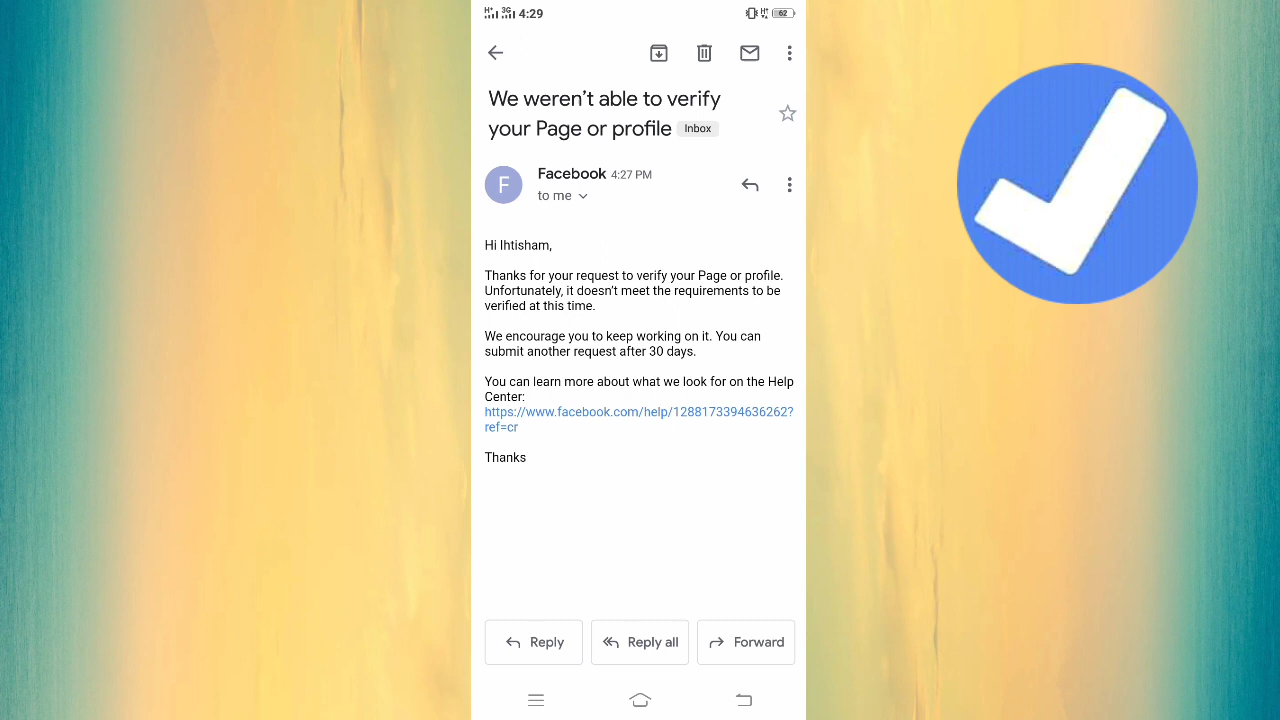 H+ 3G 4:29 H+ 62
We weren’t able to verify
your Page or profile Inbox
F Facebook 4:27 PM
to me
Hi Ihtisham,
Thanks for your request to verify your Page or profile.
Unfortunately, it doesn’t meet the requirements to be
verified at this time.
We encourage you to keep working on it. You can
submit another request after 30 days.
You can learn more about what we look for on the Help
Center:
https://www.facebook.com/help/1288173394636262?
ref=cr
Thanks
Reply Reply all Forward